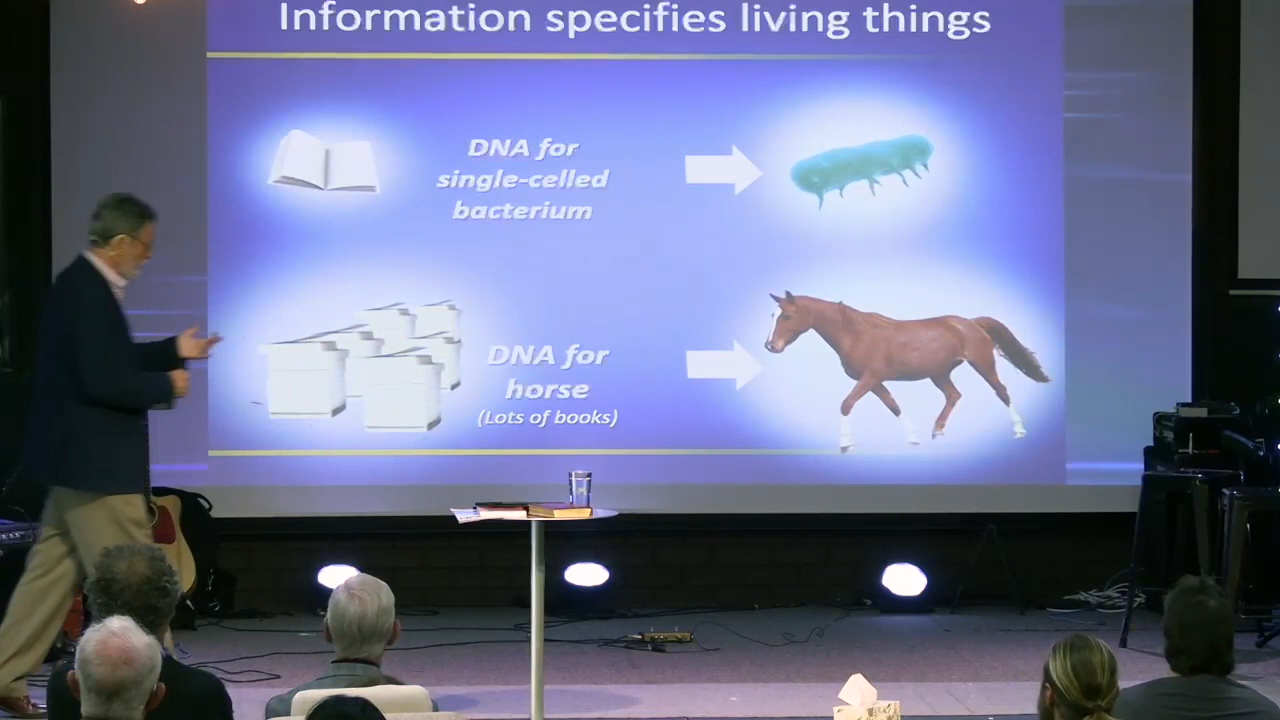 Information specifies living things
DNA for
single-celled
bacterium
DNA for
horse
(Lots of books)